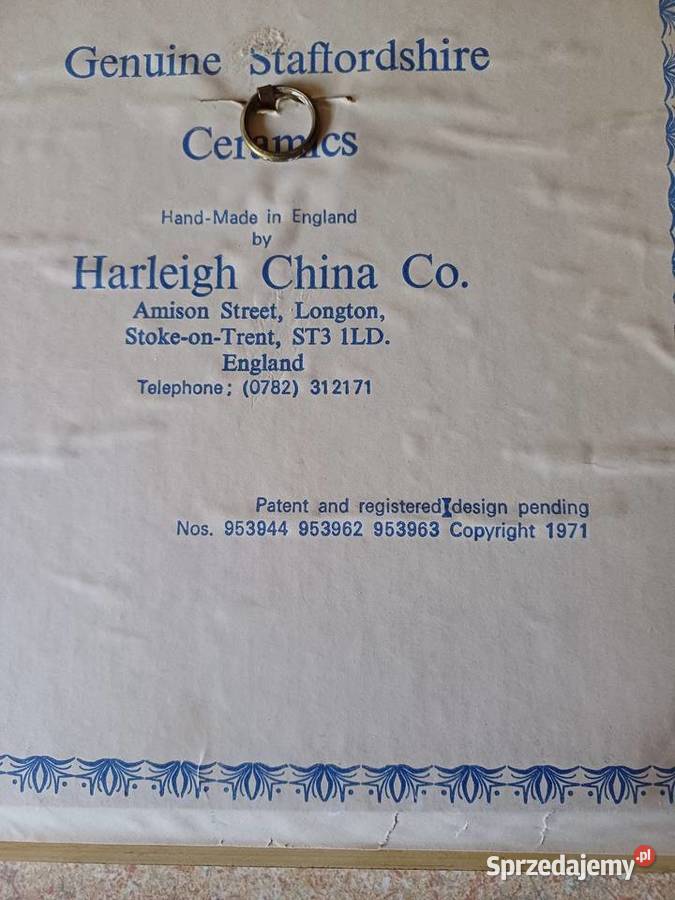 Genuine Staffordshire
Ceramics
Hand-Made in England
by
Harleigh China Co.
Amison Street, Longton,
Stoke-on-Trent, ST3 1LD.
England
Telephone; (0782) 312171
Patent and registered design pending
Nos. 953944 953962 953963 Copyright 1971
Sprzedajemy.pl